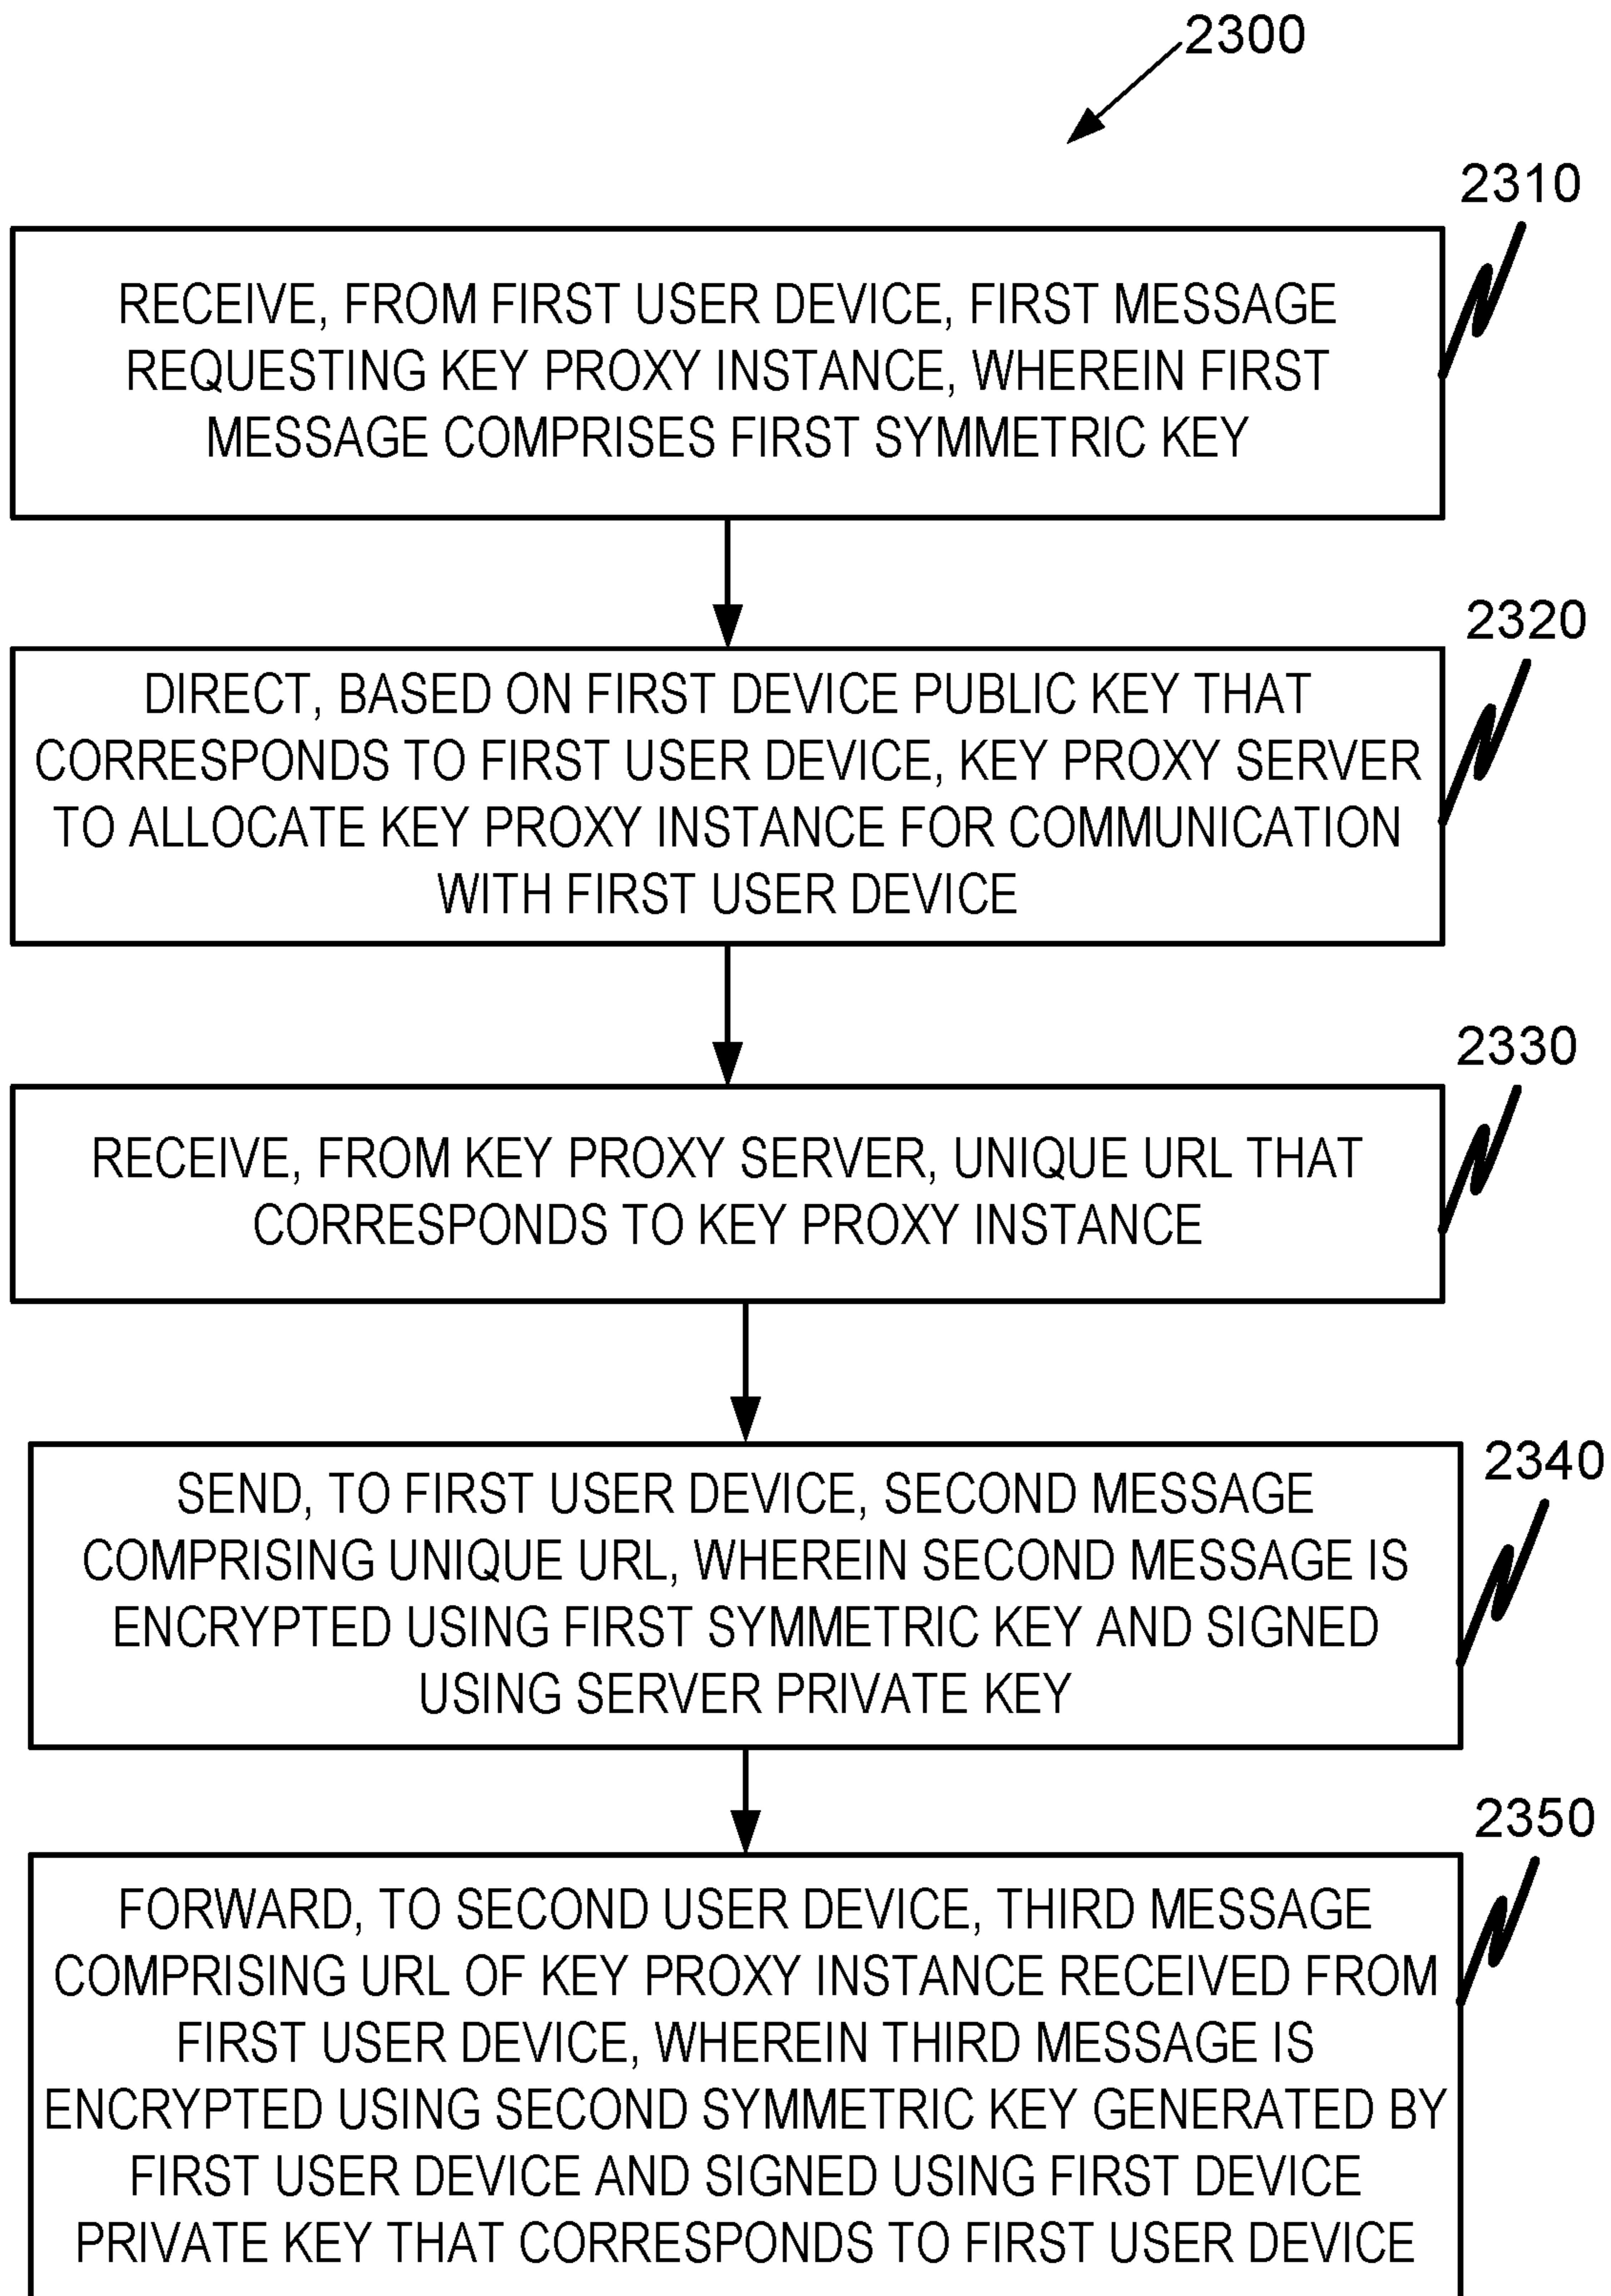 2300
2310
RECEIVE, FROM FIRST USER DEVICE, FIRST MESSAGE
REQUESTING KEY PROXY INSTANCE, WHEREIN FIRST
MESSAGE COMPRISES FIRST SYMMETRIC KEY
2320
DIRECT, BASED ON FIRST DEVICE PUBLIC KEY THAT
CORRESPONDS TO FIRST USER DEVICE, KEY PROXY SERVER
TO ALLOCATE KEY PROXY INSTANCE FOR COMMUNICATION
WITH FIRST USER DEVICE
2330
RECEIVE, FROM KEY PROXY SERVER, UNIQUE URL THAT
CORRESPONDS TO KEY PROXY INSTANCE
2340
SEND, TO FIRST USER DEVICE, SECOND MESSAGE
COMPRISING UNIQUE URL, WHEREIN SECOND MESSAGE IS
ENCRYPTED USING FIRST SYMMETRIC KEY AND SIGNED
USING SERVER PRIVATE KEY
2350
FORWARD, TO SECOND USER DEVICE, THIRD MESSAGE
COMPRISING URL OF KEY PROXY INSTANCE RECEIVED FROM
FIRST USER DEVICE, WHEREIN THIRD MESSAGE IS
ENCRYPTED USING SECOND SYMMETRIC KEY GENERATED BY
FIRST USER DEVICE AND SIGNED USING FIRST DEVICE
PRIVATE KEY THAT CORRESPONDS TO FIRST USER DEVICE